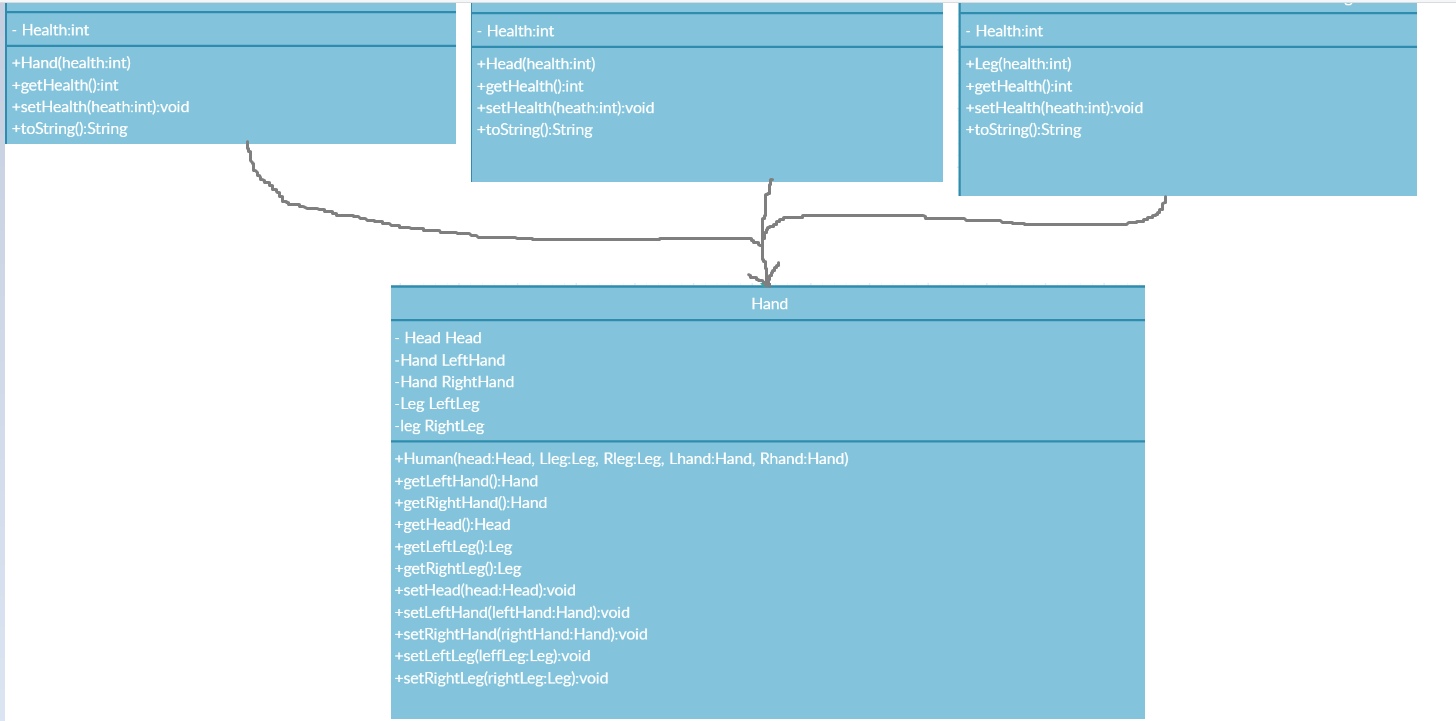 - Health:int
+Hand(health:int)
+getHealth():int
+setHealth(heath:int):void
+toString():String
- Health:int
+Head(health:int)
+getHealth():int
+setHealth(heath:int):void
+toString():String
- Health:int
+Leg(health:int)
+getHealth():int
+setHealth(heath:int):void
+toString():String
Hand
- Head Head
-Hand LeftHand
-Hand RightHand
-Leg LeftLeg
-leg RightLeg
+Human(head:Head, Lleg:Leg, Rleg:Leg, Lhand:Hand, Rhand:Hand)
+getLeftHand():Hand
+getRightHand():Hand
+getHead():Head
+getLeftLeg():Leg
+getRightLeg():Leg
+setHead(head:Head):void
+setLeftHand(leftHand:Hand):void
+setRightHand(rightHand:Hand):void
+setLeftLeg(leffLeg:Leg):void
+setRightLeg(rightLeg:Leg):void